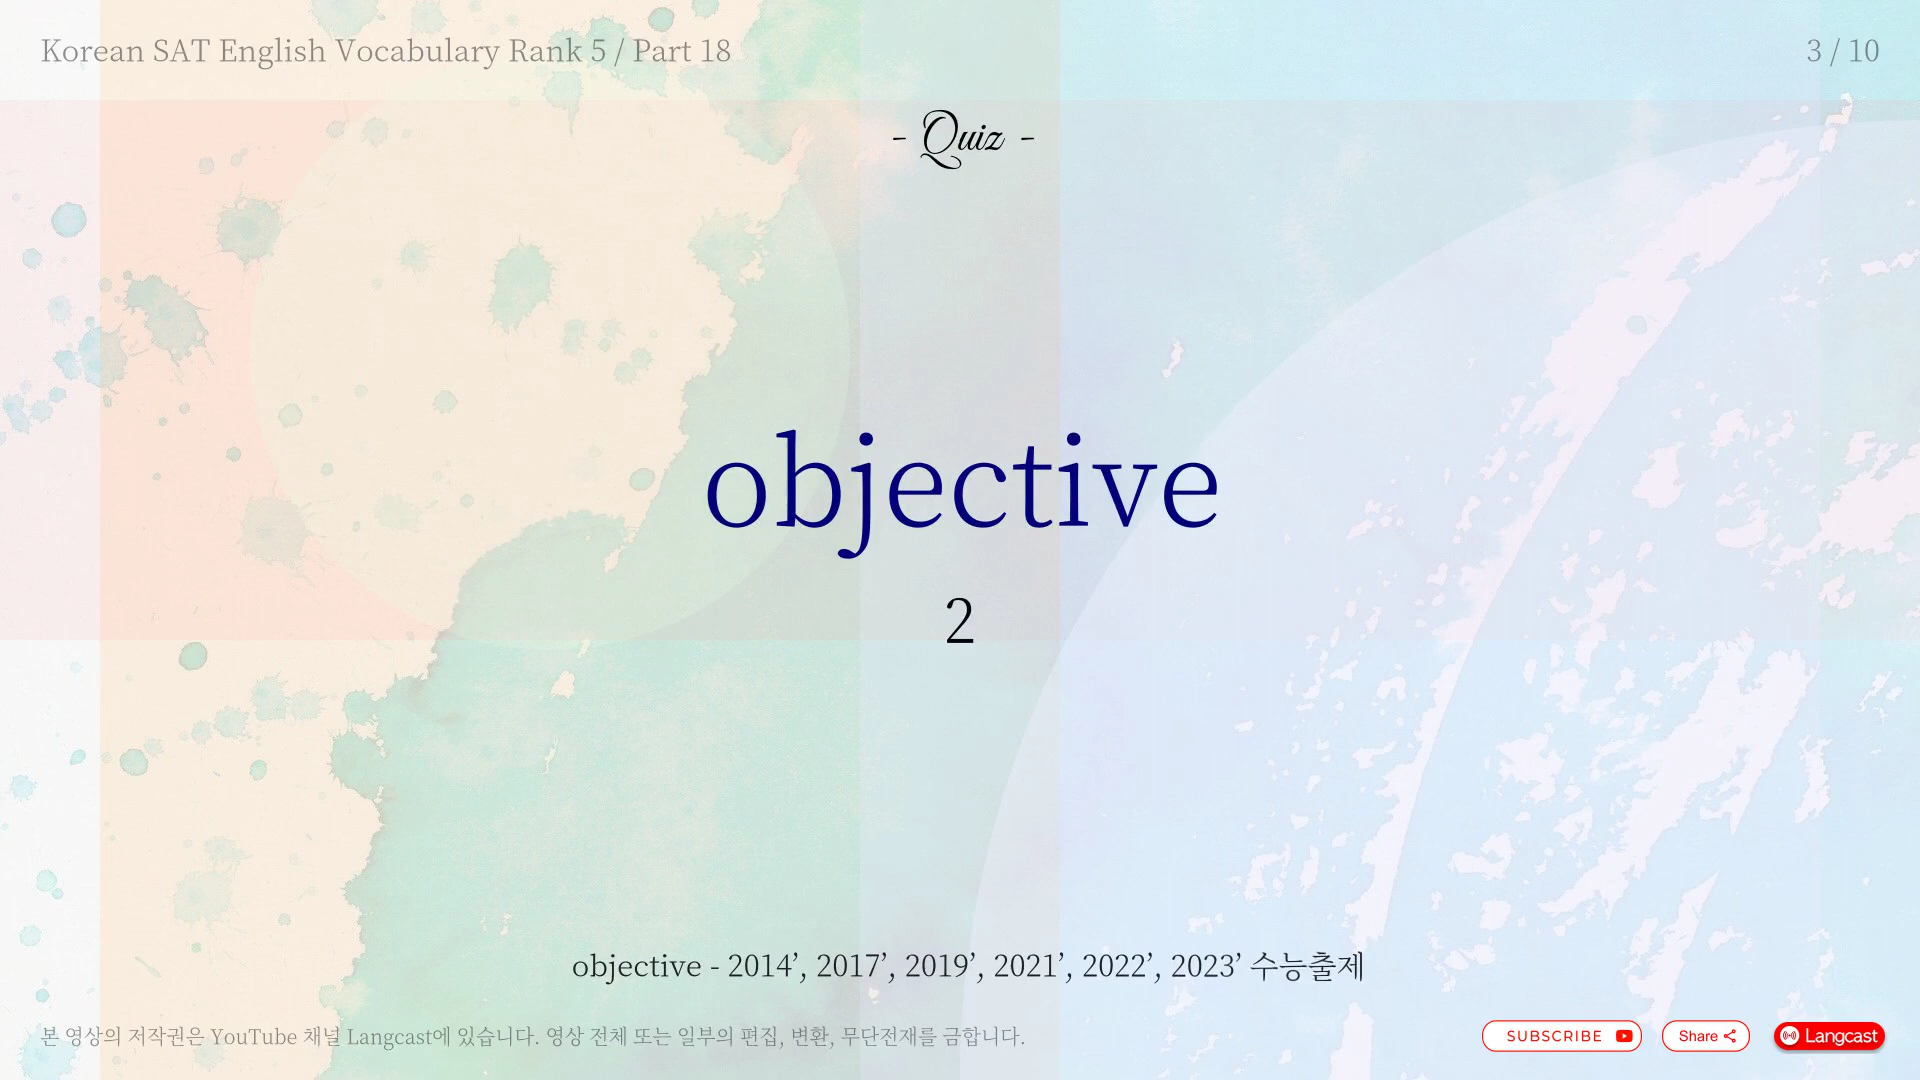 Korean SAT English Vocabulary Rank 5 / Part 18
3 / 10
- Quiz -
objective
2
objective - 2014’, 2017’, 2019’, 2021’, 2022’, 2023’ 수능출제
본 영상의 저작권은 YouTube 채널 Langcast에 있습니다. 영상 전체 또는 일부의 편집, 변환, 무단전재를 금합니다.
SUBSCRIBE
Share
Langcast